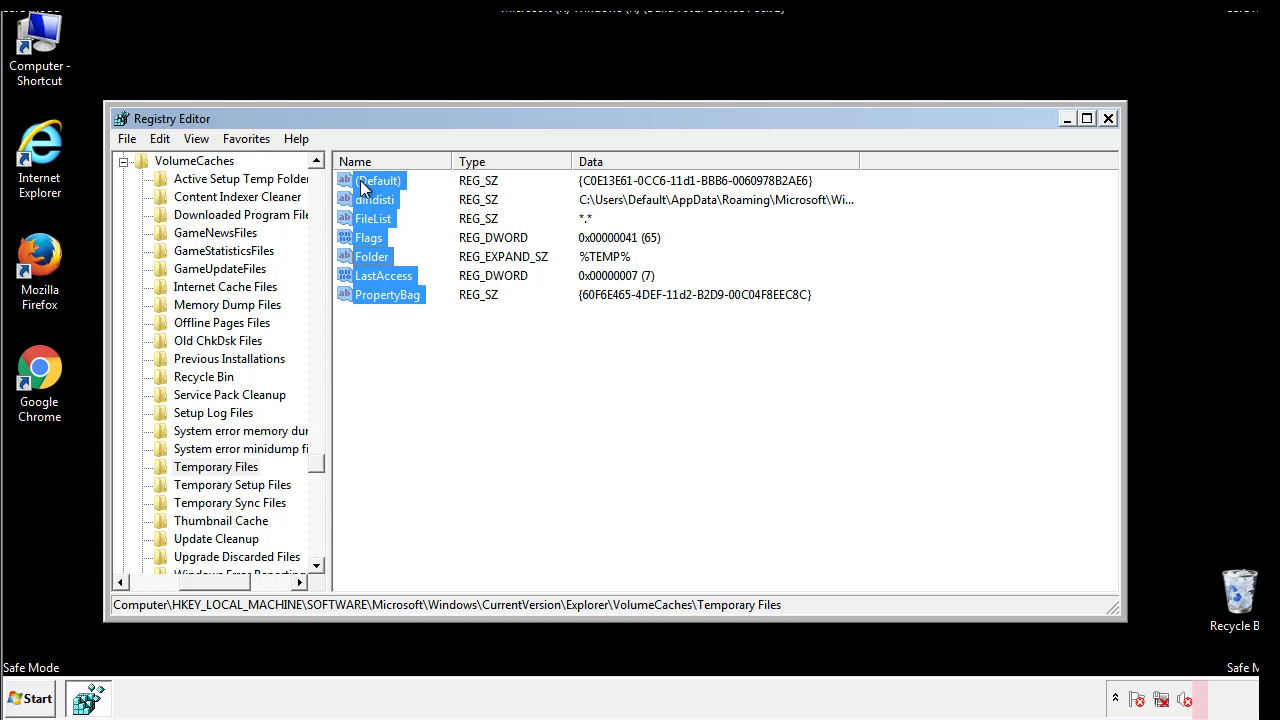 Computer -
Shortcut
Internet
Explorer
Mozilla
Firefox
Google
Chrome
Registry Editor
File Edit View Favorites Help
VolumeCaches
Active Setup Temp Folder
Content Indexer Cleaner
Downloaded Program File
GameNewsFiles
GameStatisticsFiles
GameUpdateFiles
Internet Cache Files
Memory Dump Files
Offline Pages Files
Old ChkDsk Files
Previous Installations
Recycle Bin
Service Pack Cleanup
Setup Log Files
System error memory dur
System error minidump fi
Temporary Files
Temporary Setup Files
Temporary Sync Files
Thumbnail Cache
Update Cleanup
Upgrade Discarded Files
Windows Error Reporting
Name Type Data
(Default) REG_SZ {C0E13E61-0CC6-11d1-BBB6-0060978B2AE6}
REG_SZ C:\Users\Default\AppData\Roaming\Microsoft\Wi...
FileList REG_SZ *.*
Flags REG_DWORD 0x00000041 (65)
Folder REG_EXPAND_SZ %TEMP%
LastAccess REG_DWORD 0x00000007 (7)
PropertyBag REG_SZ {60F6E465-4DEF-11d2-B2D9-00C04F8EEC8C}
Computer\HKEY_LOCAL_MACHINE\SOFTWARE\Microsoft\Windows\CurrentVersion\Explorer\VolumeCaches\Temporary Files
Recycle B
Safe Mode
Safe M
Start